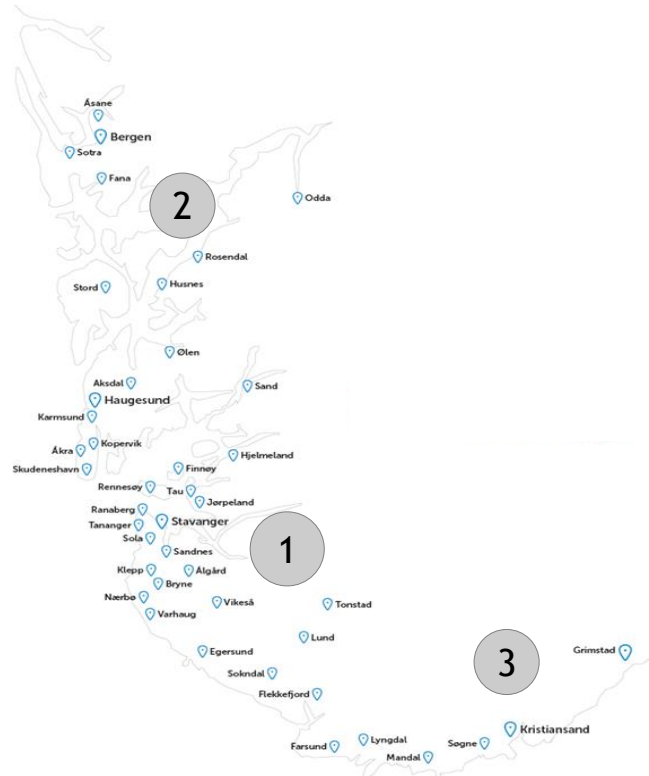 Åsane
Bergen
Sotra
Fana
2
Odda
Rosendal
Stord
Husnes
Ølen
Aksdal
Sand
Haugesund
Karmsund
Kopervik
Åkra
Hjelmeland
Skudeneshavn
Finnøy
Rennesøy
Tau
Jørpeland
Ranaberg
Stavanger
Tananger
Sola
1
Sandnes
Klepp
Ålgård
Bryne
Nærbø
Vikeså
Tonstad
Varhaug
Lund
Egersund
Grimstad
3
Sokndal
Flekkefjord
Kristiansand
Lyngdal
Søgne
Farsund
Mandal